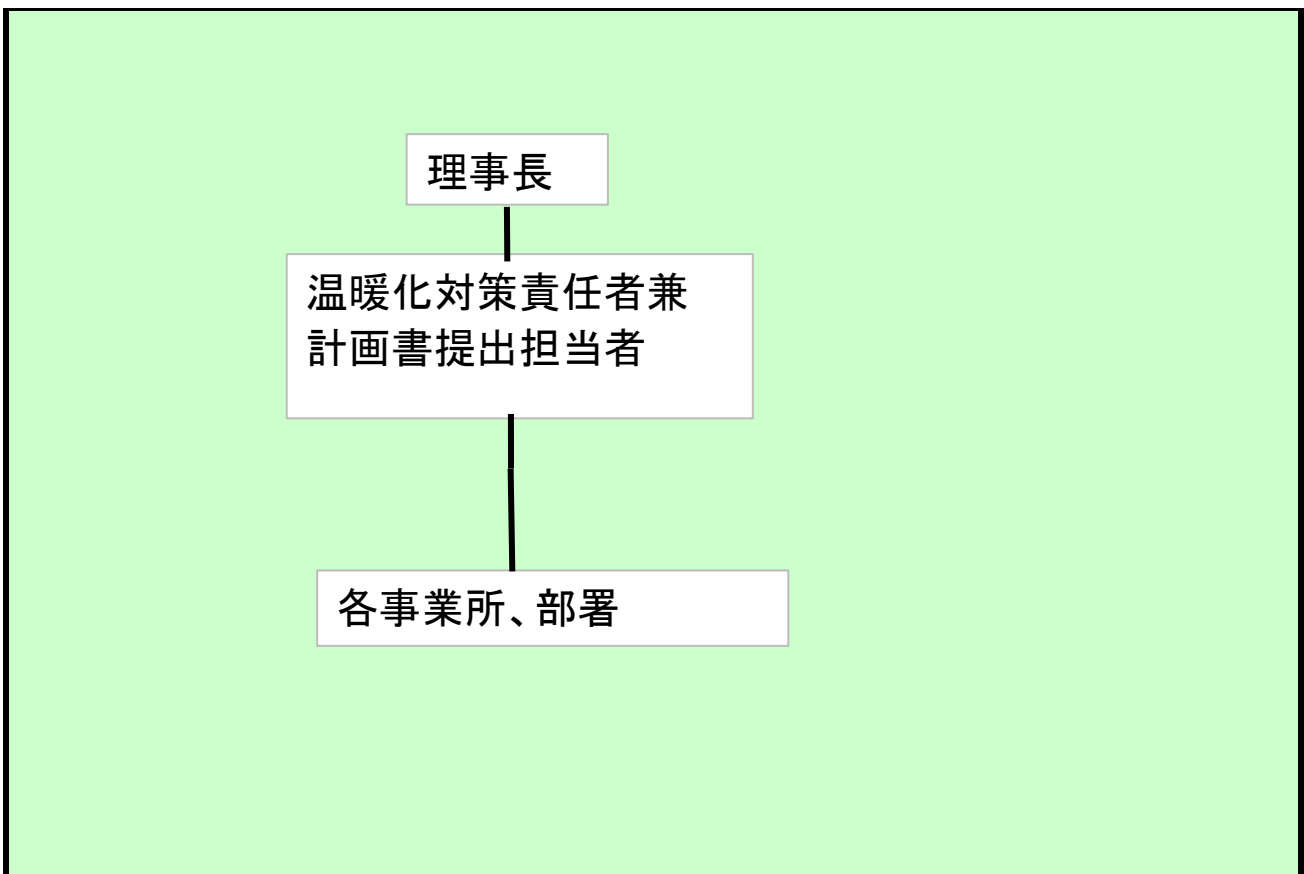 理事長
温暖化対策責任者兼
計画書提出担当者
各事業所、部署